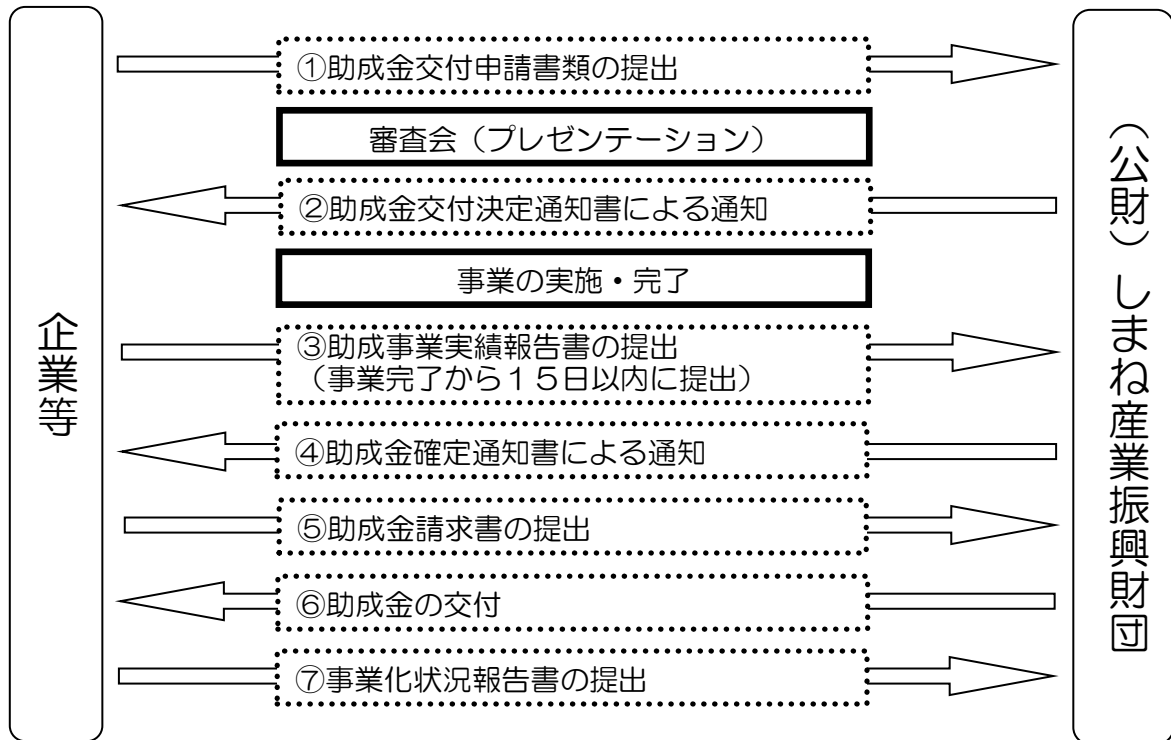 企業等
①助成金交付申請書類の提出
審査会（プレゼンテーション）
②助成金交付決定通知書による通知
事業の実施・完了
③助成事業実績報告書の提出
（事業完了から１５日以内に提出）
④助成金確定通知書による通知
⑤助成金請求書の提出
⑥助成金の交付
⑦事業化状況報告書の提出
（公財）しまね産業振興財団